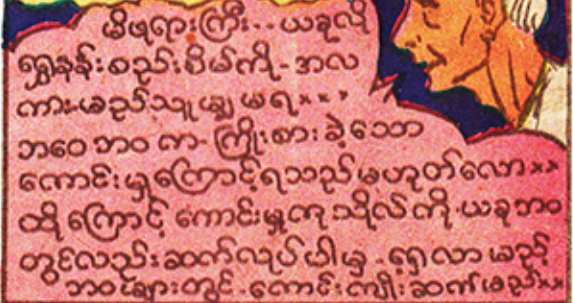 မိဖုရားကြီး-- ယခုလို
ရွှေနန်းစည်းစိမ်ကို-အလ
ကားမည်သူမျှမရ×××
ဘဝေဘဝက-ကြိုးစားခဲ့သော
ကောင်းမှုကြောင့်ရသည်မဟုတ်လော××
ထို့ကြောင့် ကောင်းမှုကုသိုလ်ကို ယခုဘဝ
တွင်လည်းဆက်လုပ်ပါမှ-ရှေ့လာမည့်
ဘဝများတွင်-ကောင်းကျိုးဆက်မည်××